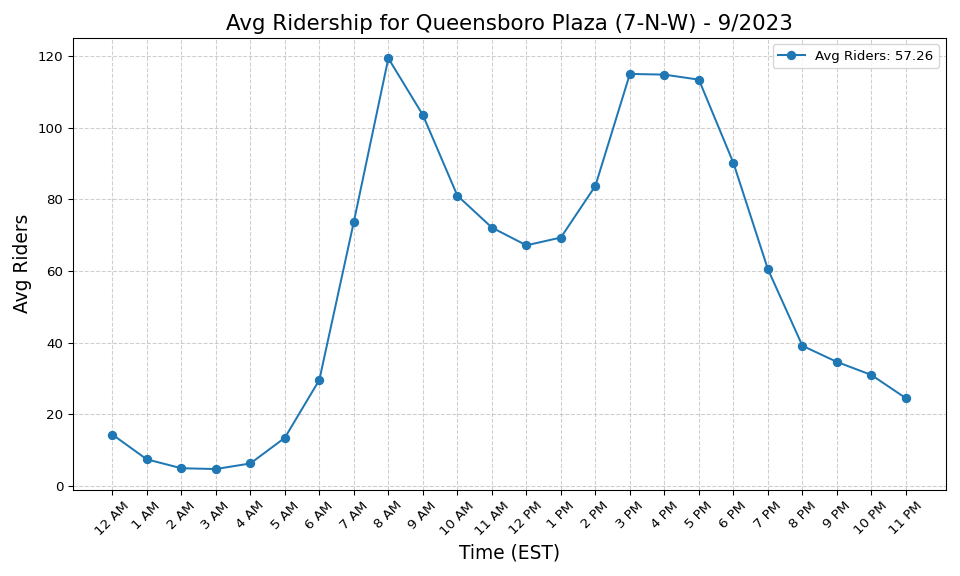 Avg Ridership for Queensboro Plaza (7-N-W) - 9/2023
Avg Riders: 57.26
Avg Riders
120
100
80
60
40
20
0
12 AM
1 AM
2 AM
3 AM
4 AM
5 AM
6 AM
7 AM
8 AM
9 AM
10 AM
11 AM
12 PM
1 PM
2 PM
3 PM
4 PM
5 PM
6 PM
7 PM
8 PM
9 PM
10 PM
11 PM
Time (EST)